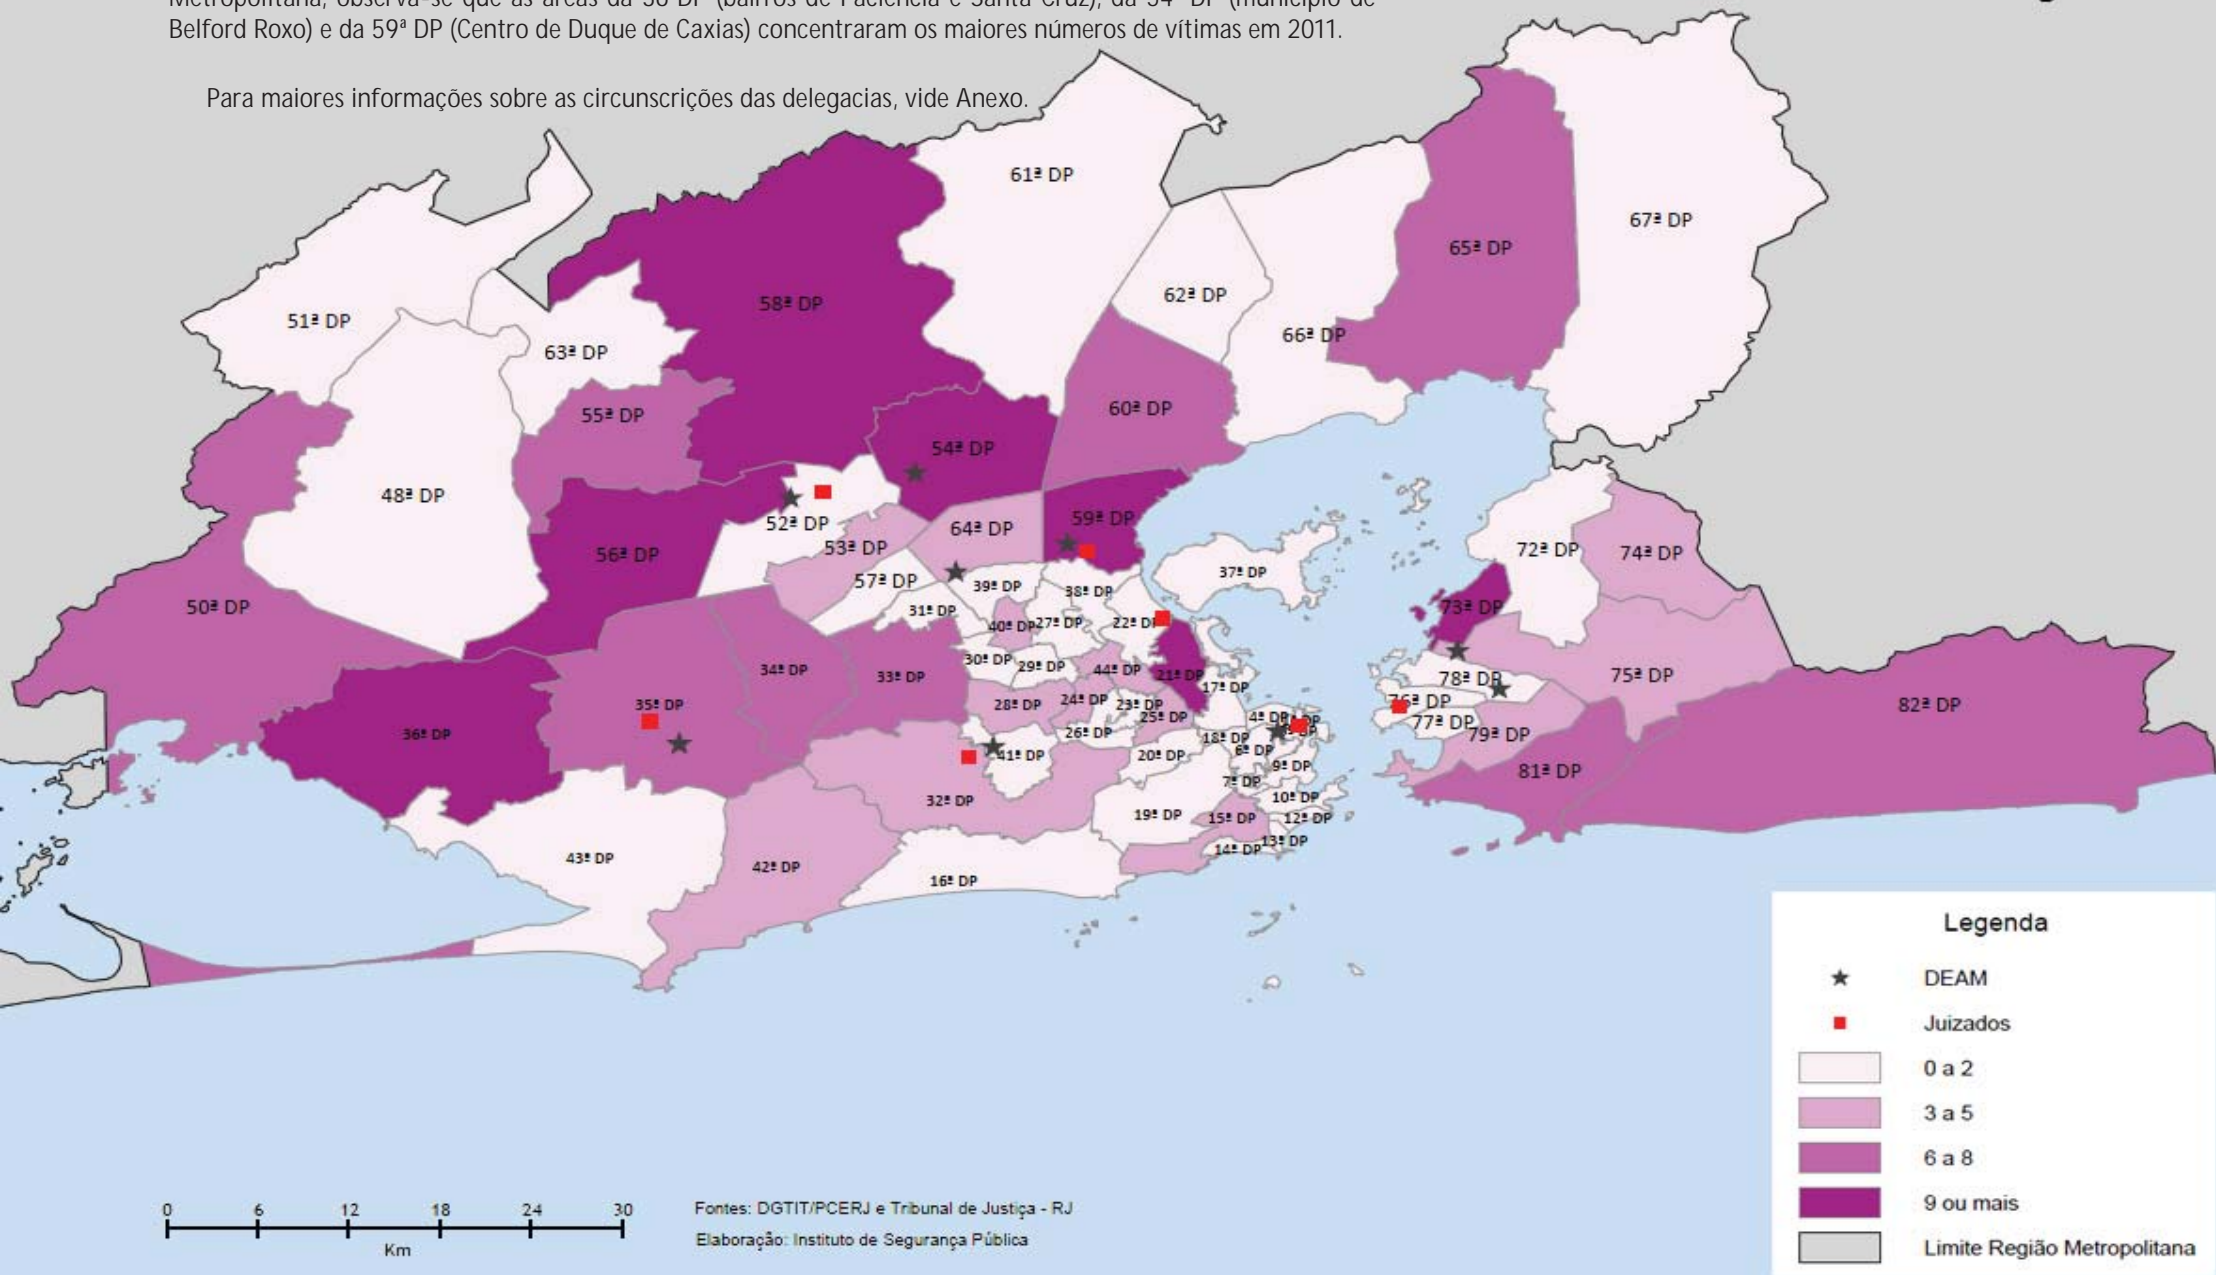 Belford Roxo) e da 59ª DP (Centro de Duque de Caxias) concentraram os maiores números de vítimas em 2011.
Para maiores informações sobre as circunscrições das delegacias, vide Anexo.
61ª DP
67ª DP
65ª DP
62ª DP
58ª DP
51ª DP
66ª DP
63ª DP
60ª DP
55ª DP
54ª DP
48ª DP
59ª DP
52ª DP
64ª DP
53ª DP
72ª DP
74ª DP
56ª DP
57ª DP
37ª DP
39ª DP
38ª DP
50ª DP
73ª DP
31ª DP
40ª DP
27ª DP
22ª DP
30ª DP
29ª DP
44ª DP
34ª DP
33ª DP
21ª DP
17ª DP
78ª DP
75ª DP
35ª DP
28ª DP
24ª DP
23ª DP
25ª DP
76ª DP
82ª DP
36ª DP
4ª DP
77ª DP
79ª DP
26ª DP
18ª DP
6ª DP
41ª DP
20ª DP
9ª DP
81ª DP
7ª DP
32ª DP
10ª DP
19ª DP
15ª DP
12ª DP
43ª DP
42ª DP
14ª DP
13ª DP
16ª DP
Legenda
DEAM
Juizados
0 a 2
3 a 5
6 a 8
9 ou mais
Limite Região Metropolitana
0 6 12 18 24 30
Km
Fontes: DGTIT/PCERJ e Tribunal de Justiça - RJ
Elaboração: Instituto de Segurança Pública